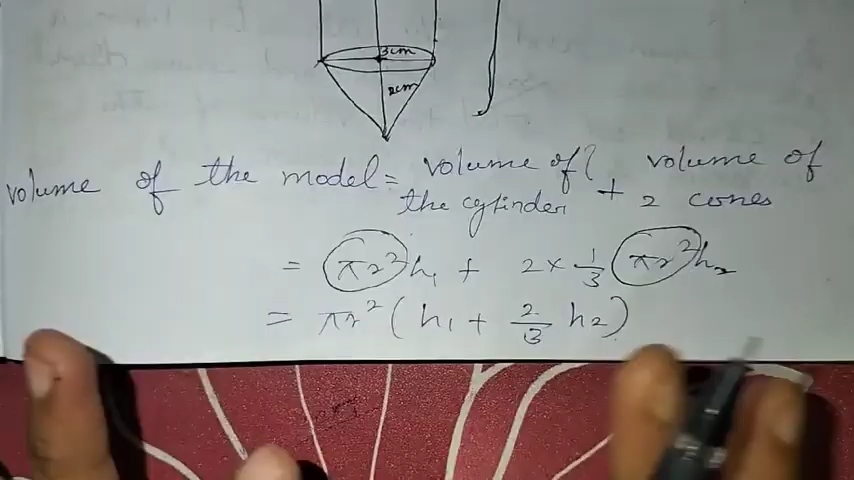 3cm
2cm
volume of the model = volume of the cylinder + volume of 2 cones
= πr²h₁ + 2 × 1/3 πr²h₂
= πr² (h₁ + 2/3 h₂)